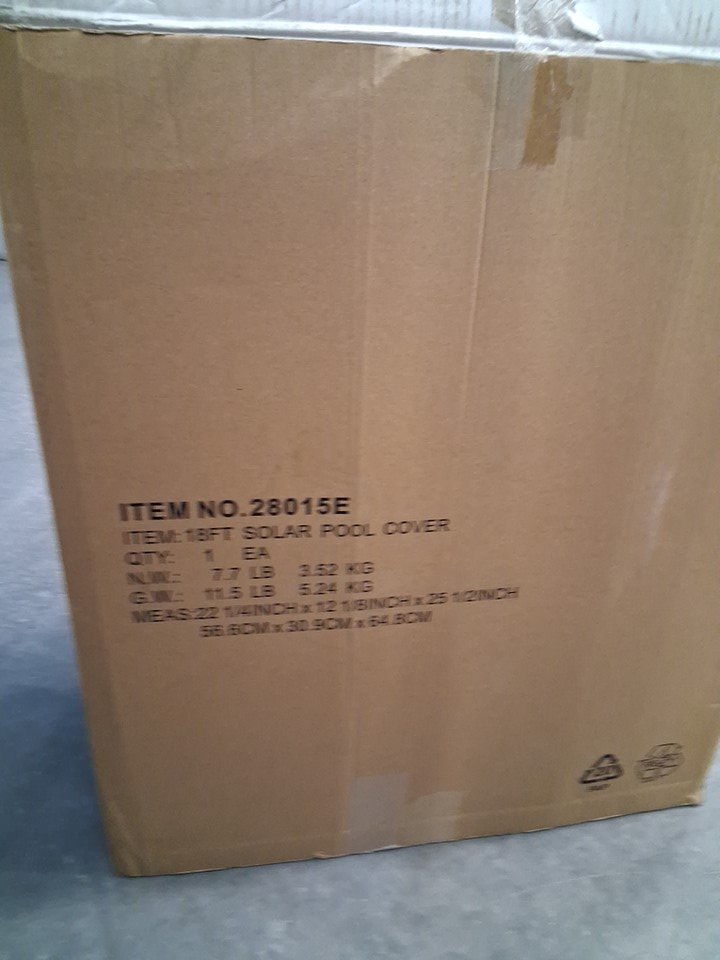 ITEM NO. 28015E
ITEM: 18FT SOLAR POOL COVER
QTY: 1 EA
N.W.: 7.7 LB 3.52 KG
G.W.: 11.5 LB 5.24 KG
MEAS: 22 1/4INCH x 12 1/8INCH x 25 1/2INCH
56.6CM x 30.9CM x 64.8CM